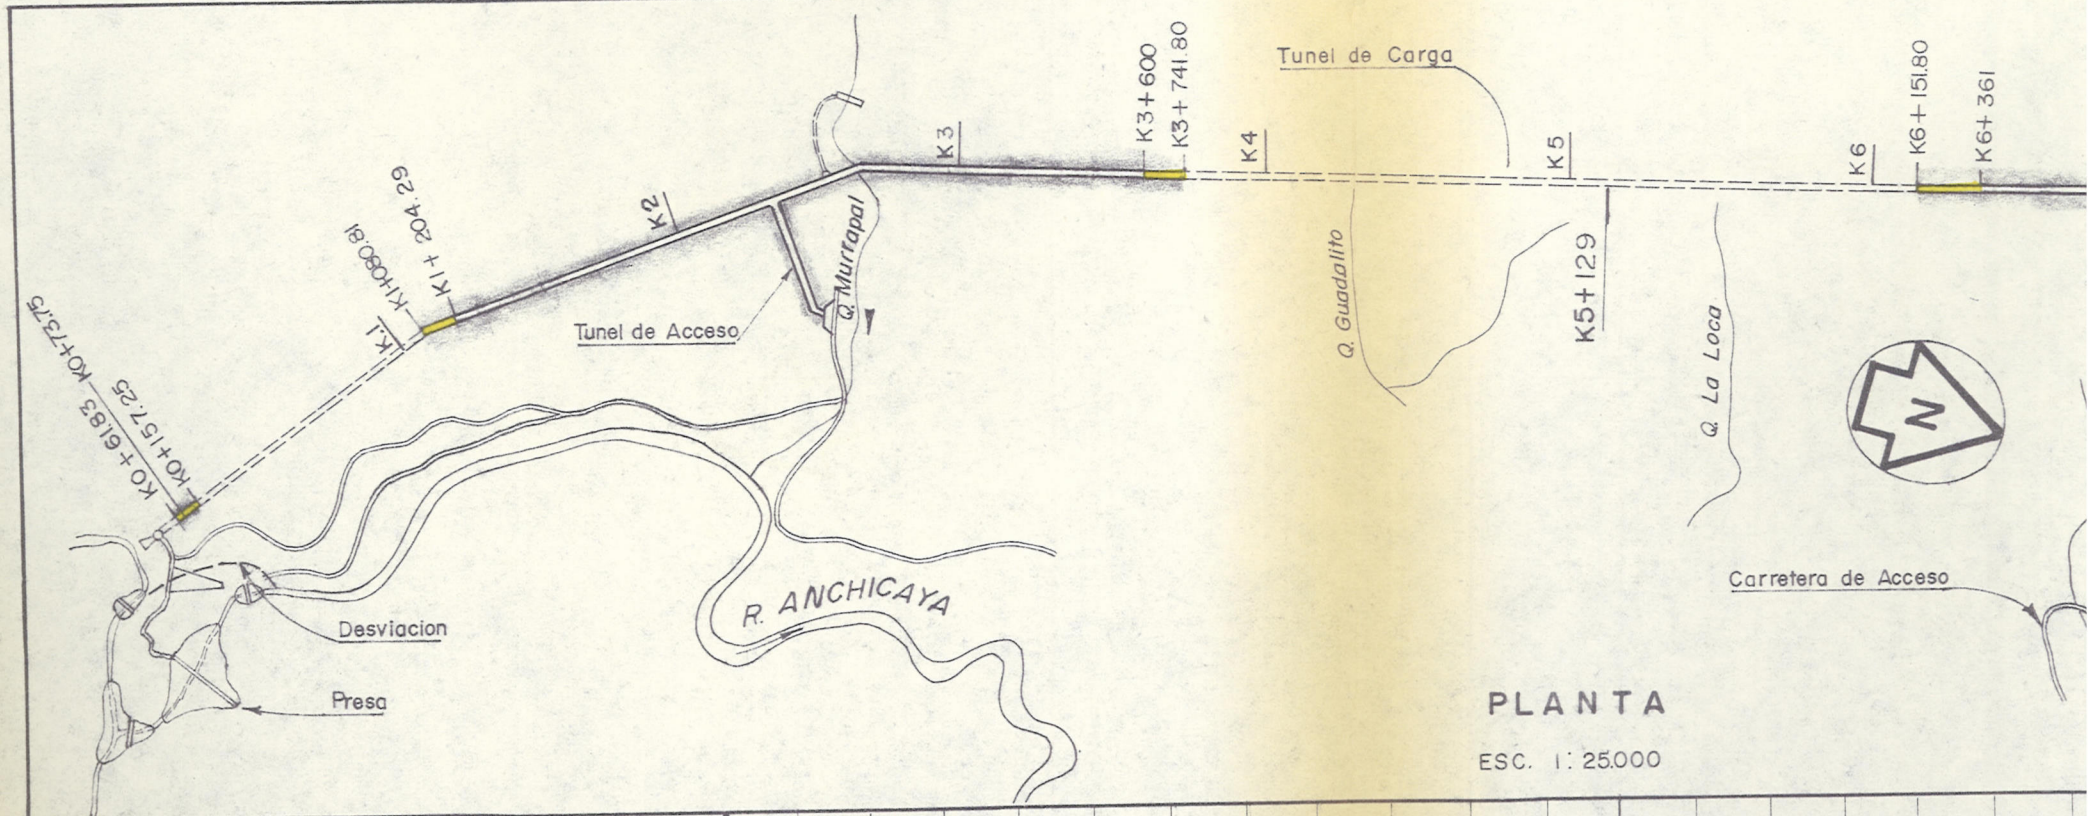 Tunel de Carga
K3+600
K3+741.80
K3
K4
K5
K6
K6+151.80
K6+361
K2
K1+204.29
K1+080.81
K.1
Q. Murrapal
Tunel de Acceso
Q. Guadalito
K5+129
Q. La Loca
N
K0+61.83 - K0+73.75
K0+157.25
R. ANCHICAYA
Desviacion
Presa
Carretera de Acceso
PLANTA
ESC. 1:25.000